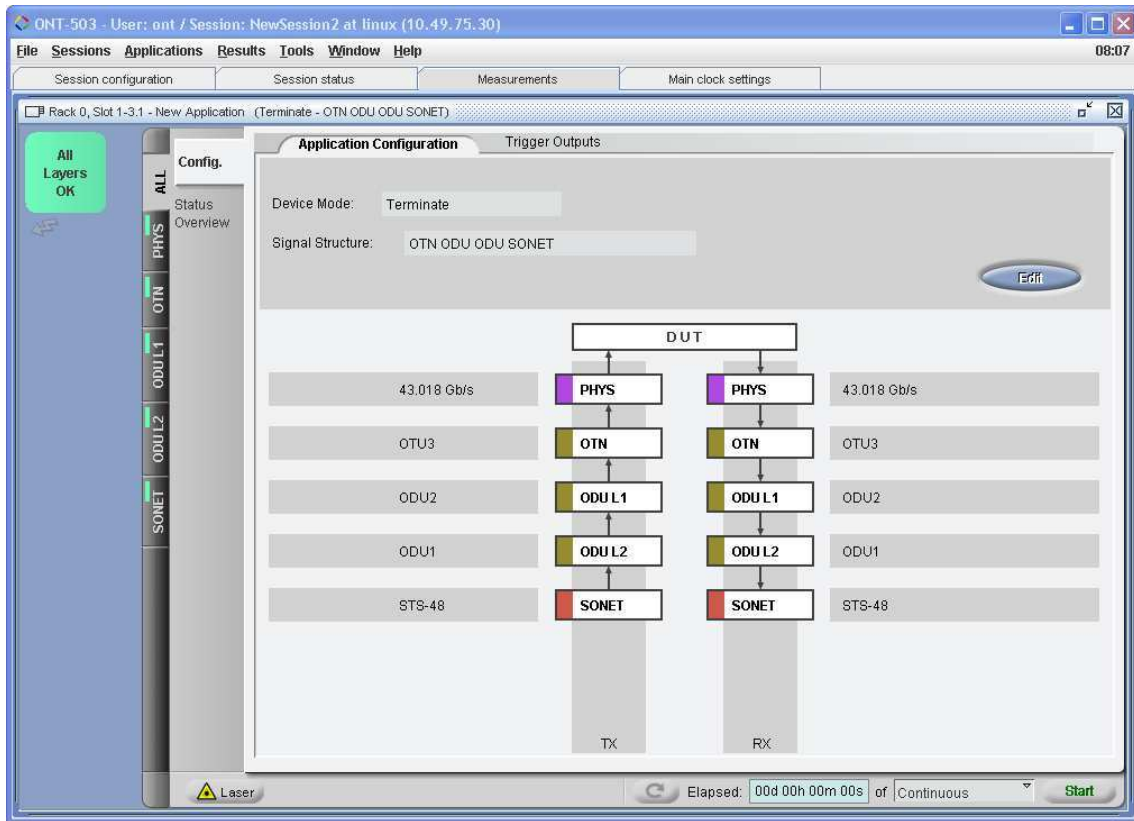 ONT-503 - User: ont / Session: NewSession2 at linux (10.49.75.30)
File Sessions Applications Results Tools Window Help 08:07
Session configuration Session status Measurements Main clock settings
Rack 0, Slot 1-3.1 - New Application (Terminate - OTN ODU ODU SONET)
All
Layers
OK
ALL
PHYS
OTN
ODU L1
ODU L2
SONET
Config.
Status
Overview
Application Configuration Trigger Outputs
Device Mode: Terminate
Signal Structure: OTN ODU ODU SONET
Edit
DUT
43.018 Gb/s PHYS PHYS 43.018 Gb/s
OTU3 OTN OTN OTU3
ODU2 ODU L1 ODU L1 ODU2
ODU1 ODU L2 ODU L2 ODU1
STS-48 SONET SONET STS-48
TX RX
Laser Elapsed: 00d 00h 00m 00s of Continuous Start